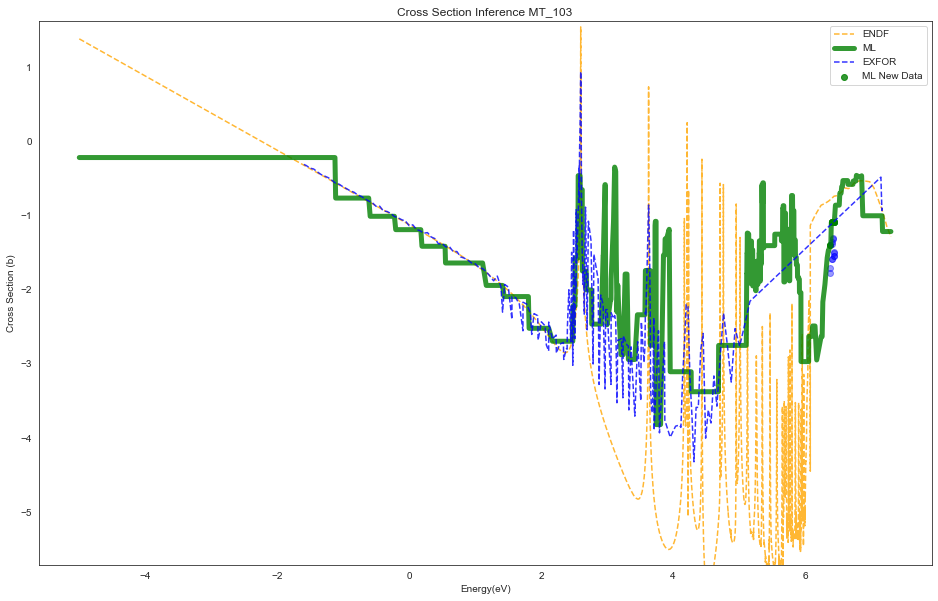 Cross Section Inference MT_103
ENDF
ML
EXFOR
ML New Data
Cross Section (b)
1
0
−1
−2
−3
−4
−5
−4
−2
0
2
4
6
Energy(eV)